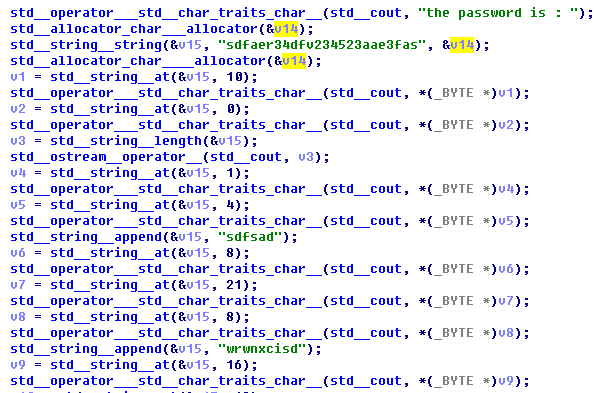 std__operator___std__char_traits_char__(std__cout, "the password is : ");
std__allocator_char___allocator(&v14);
std__string__string(&v15, "sdfaer34dfv234523aae3fas", &v14);
std__allocator_char____allocator(&v14);
v1 = std__string__at(&v15, 10);
std__operator___std__char_traits_char__(std__cout, *(_BYTE *)v1);
v2 = std__string__at(&v15, 0);
std__operator___std__char_traits_char__(std__cout, *(_BYTE *)v2);
v3 = std__string__length(&v15);
std__ostream__operator__(std__cout, v3);
v4 = std__string__at(&v15, 1);
std__operator___std__char_traits_char__(std__cout, *(_BYTE *)v4);
v5 = std__string__at(&v15, 4);
std__operator___std__char_traits_char__(std__cout, *(_BYTE *)v5);
std__string__append(&v15, "sdfsad");
v6 = std__string__at(&v15, 8);
std__operator___std__char_traits_char__(std__cout, *(_BYTE *)v6);
v7 = std__string__at(&v15, 21);
std__operator___std__char_traits_char__(std__cout, *(_BYTE *)v7);
v8 = std__string__at(&v15, 8);
std__operator___std__char_traits_char__(std__cout, *(_BYTE *)v8);
std__string__append(&v15, "wrwnxcisd");
v9 = std__string__at(&v15, 16);
std__operator___std__char_traits_char__(std__cout, *(_BYTE *)v9);